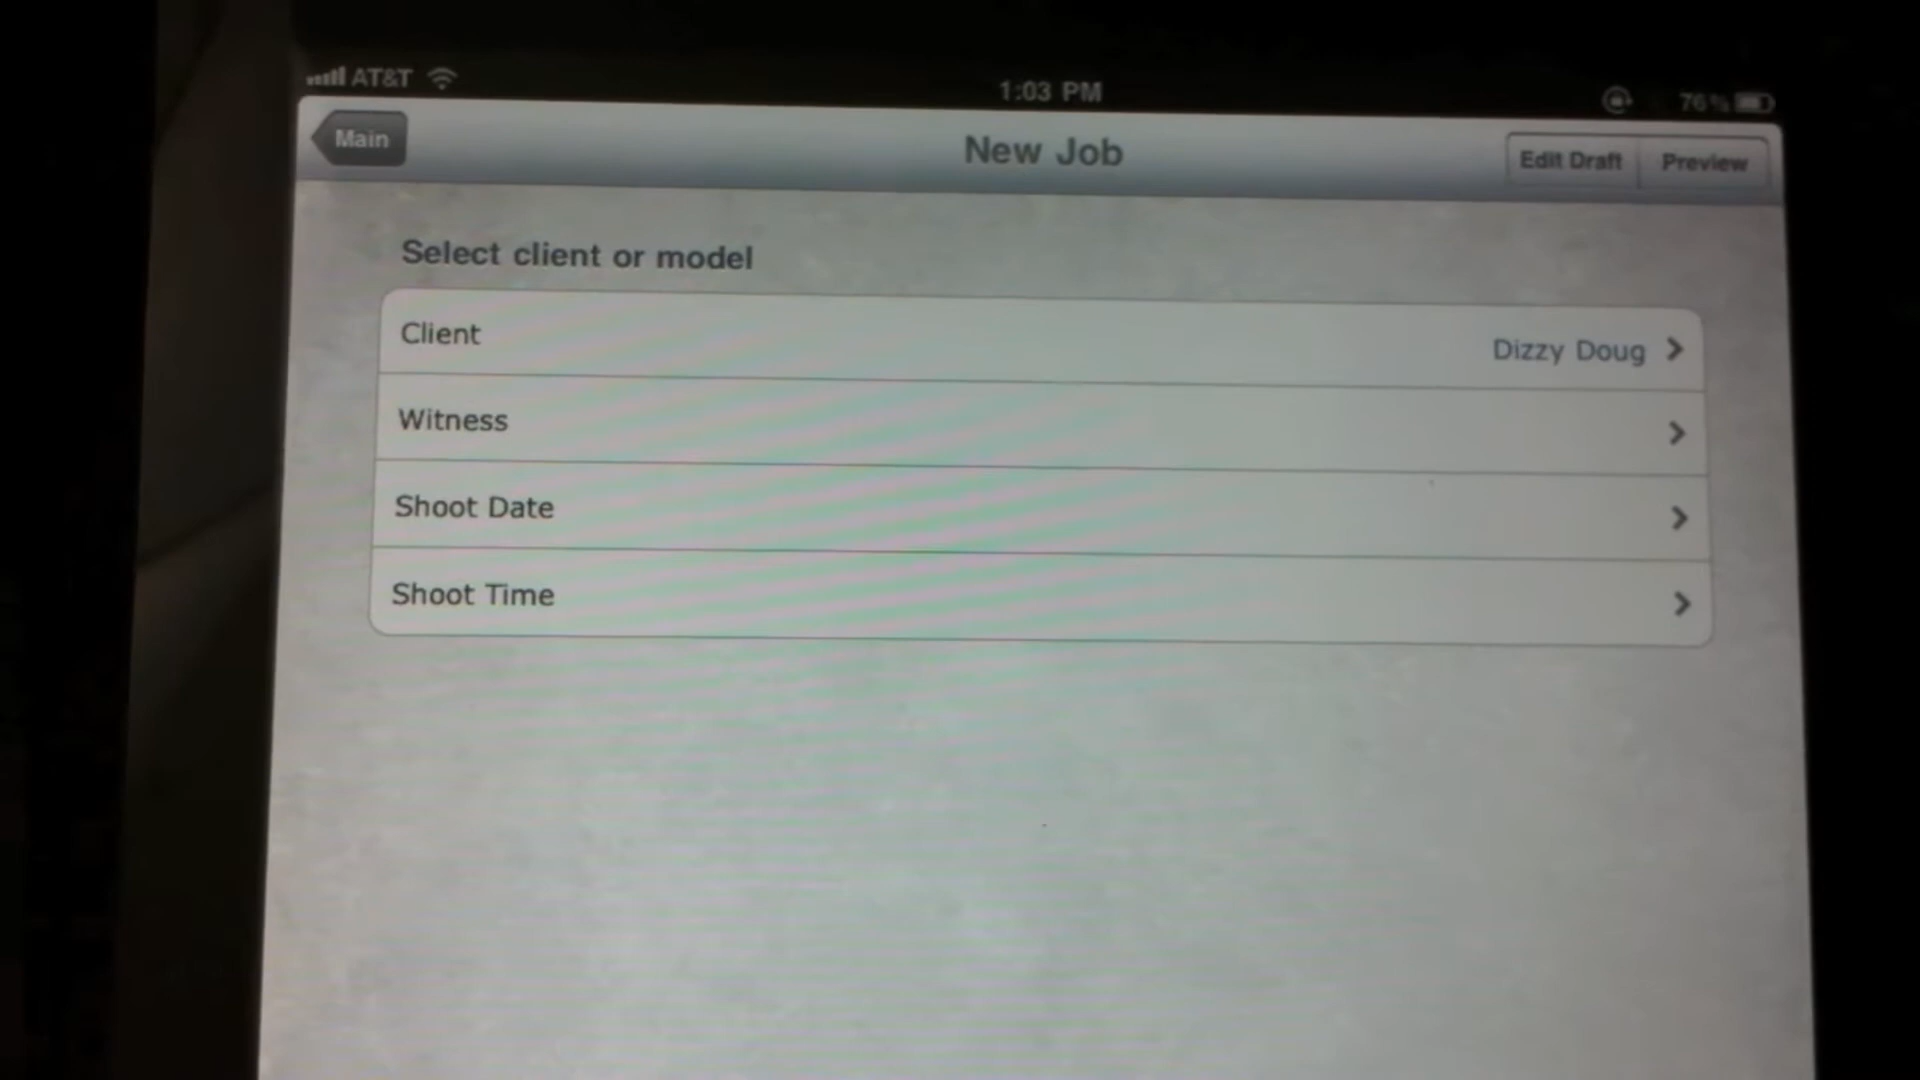 AT&T
1:03 PM
76%
Main
New Job
Edit Draft
Preview
Select client or model
Client
Dizzy Doug
Witness
Shoot Date
Shoot Time